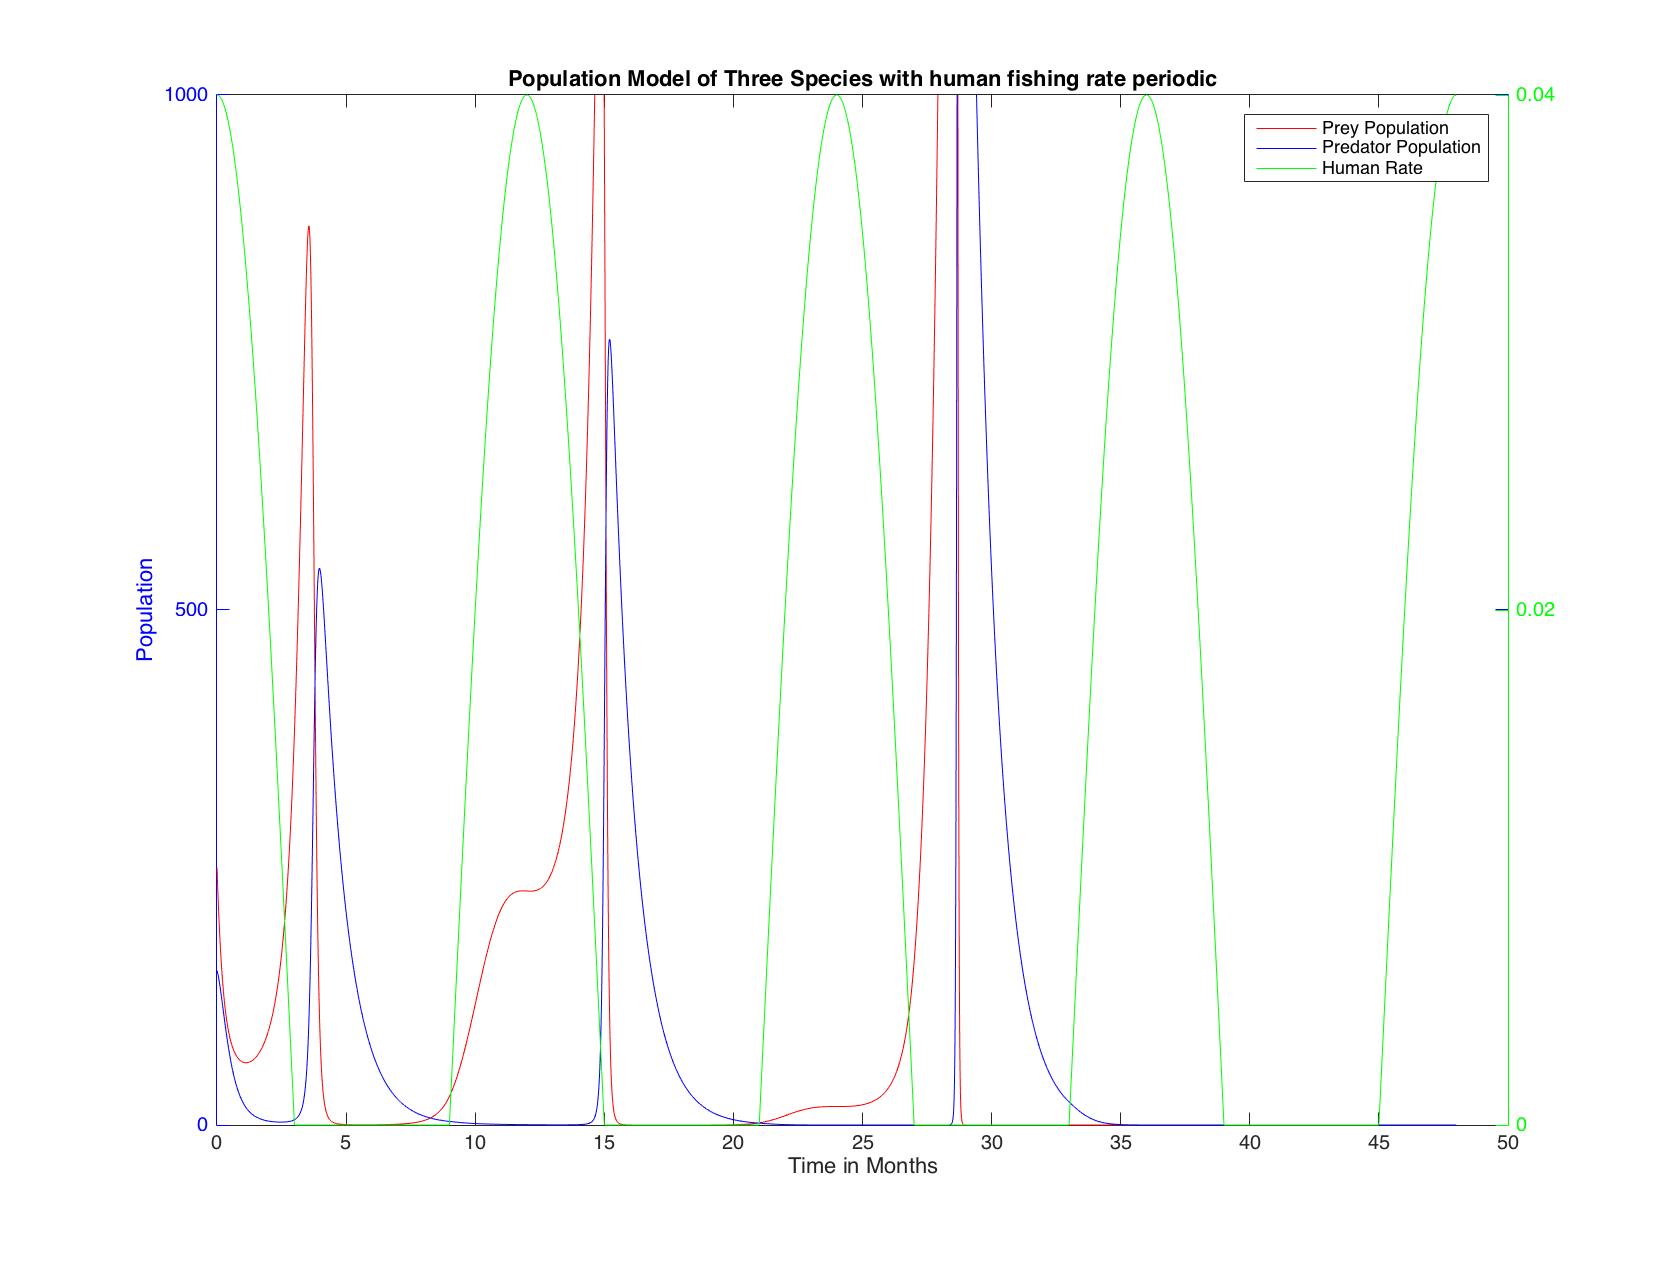 Population Model of Three Species with human fishing rate periodic
1000
0.04
Prey Population
Predator Population
Human Rate
Population
500
0.02
0
0
0 5 10 15 20 25 30 35 40 45 50
Time in Months